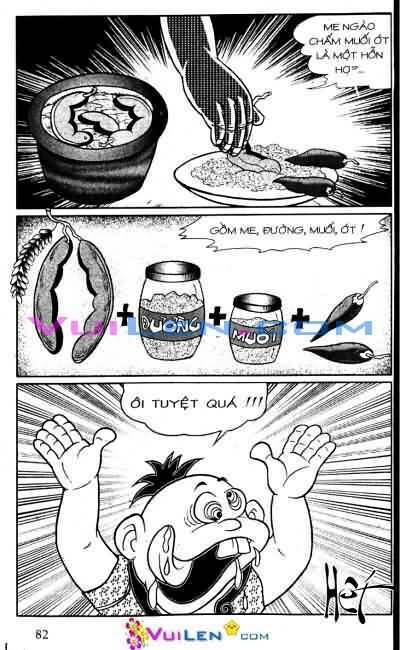 ME NGÀO
CHẤM MUỐI ỚT
LÀ MỘT HỖN
HỢP...
GỒM ME, ĐƯỜNG, MUỐI, ỚT !
VUILEN.COM
ĐƯỜNG
MUỐI
ÔI TUYỆT QUÁ !!!
Hết
82
VUILEN.COM